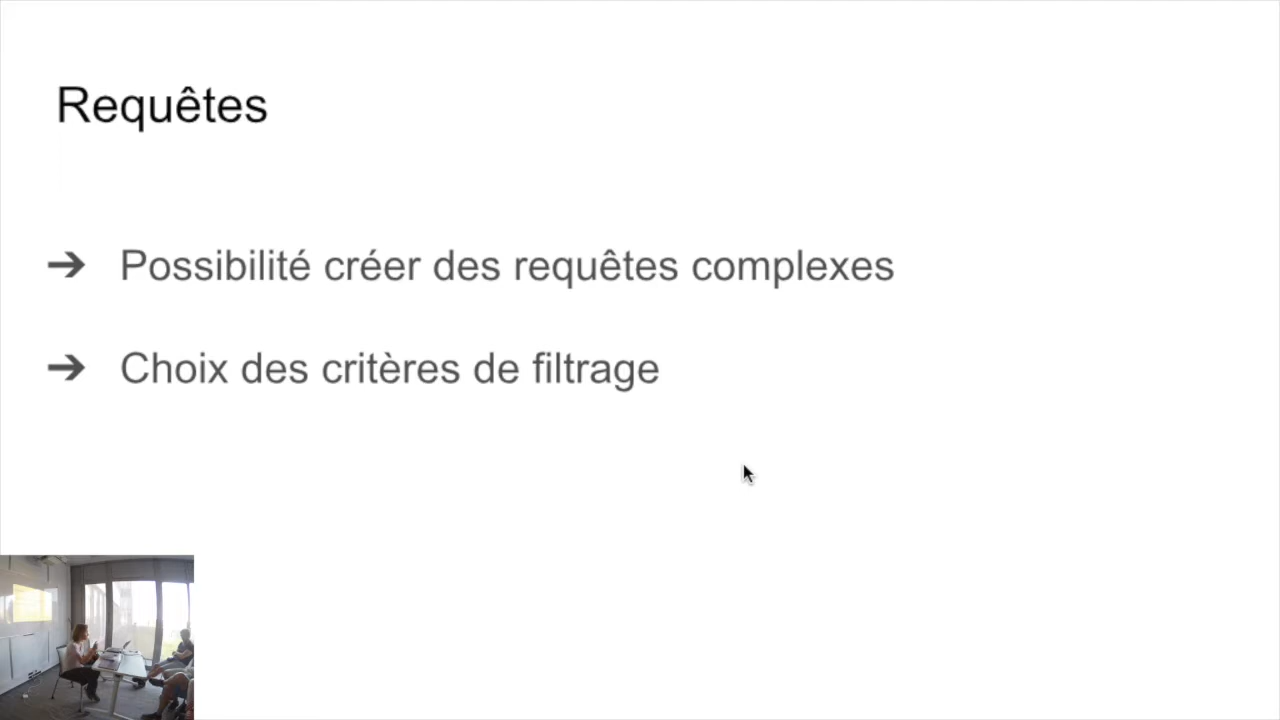 Requêtes
➔ Possibilité créer des requêtes complexes
➔ Choix des critères de filtrage